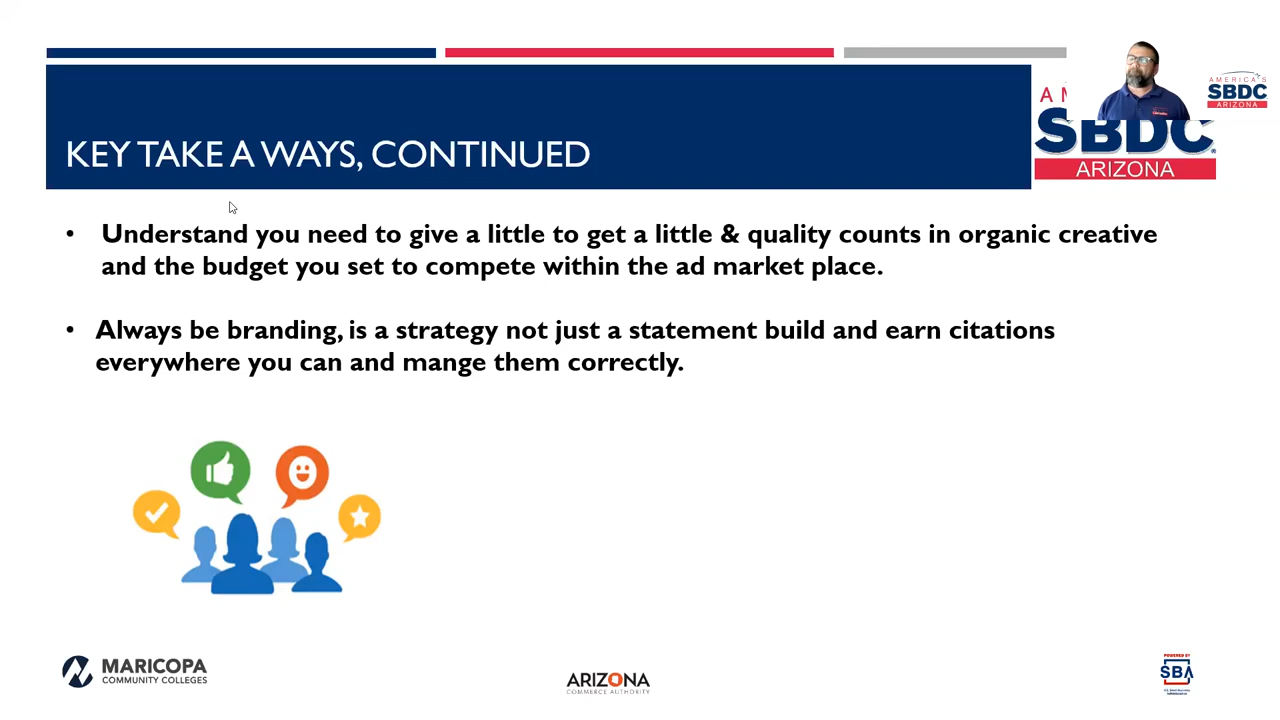 AMERICA'S
SBDC
ARIZONA
KEY TAKE A WAYS, CONTINUED
SBDC
ARIZONA
• Understand you need to give a little to get a little & quality counts in organic creative
and the budget you set to compete within the ad market place.
• Always be branding, is a strategy not just a statement build and earn citations
everywhere you can and mange them correctly.
MARICOPA
COMMUNITY COLLEGES
ARIZONA
COMMERCE AUTHORITY
POWERED BY
SBA